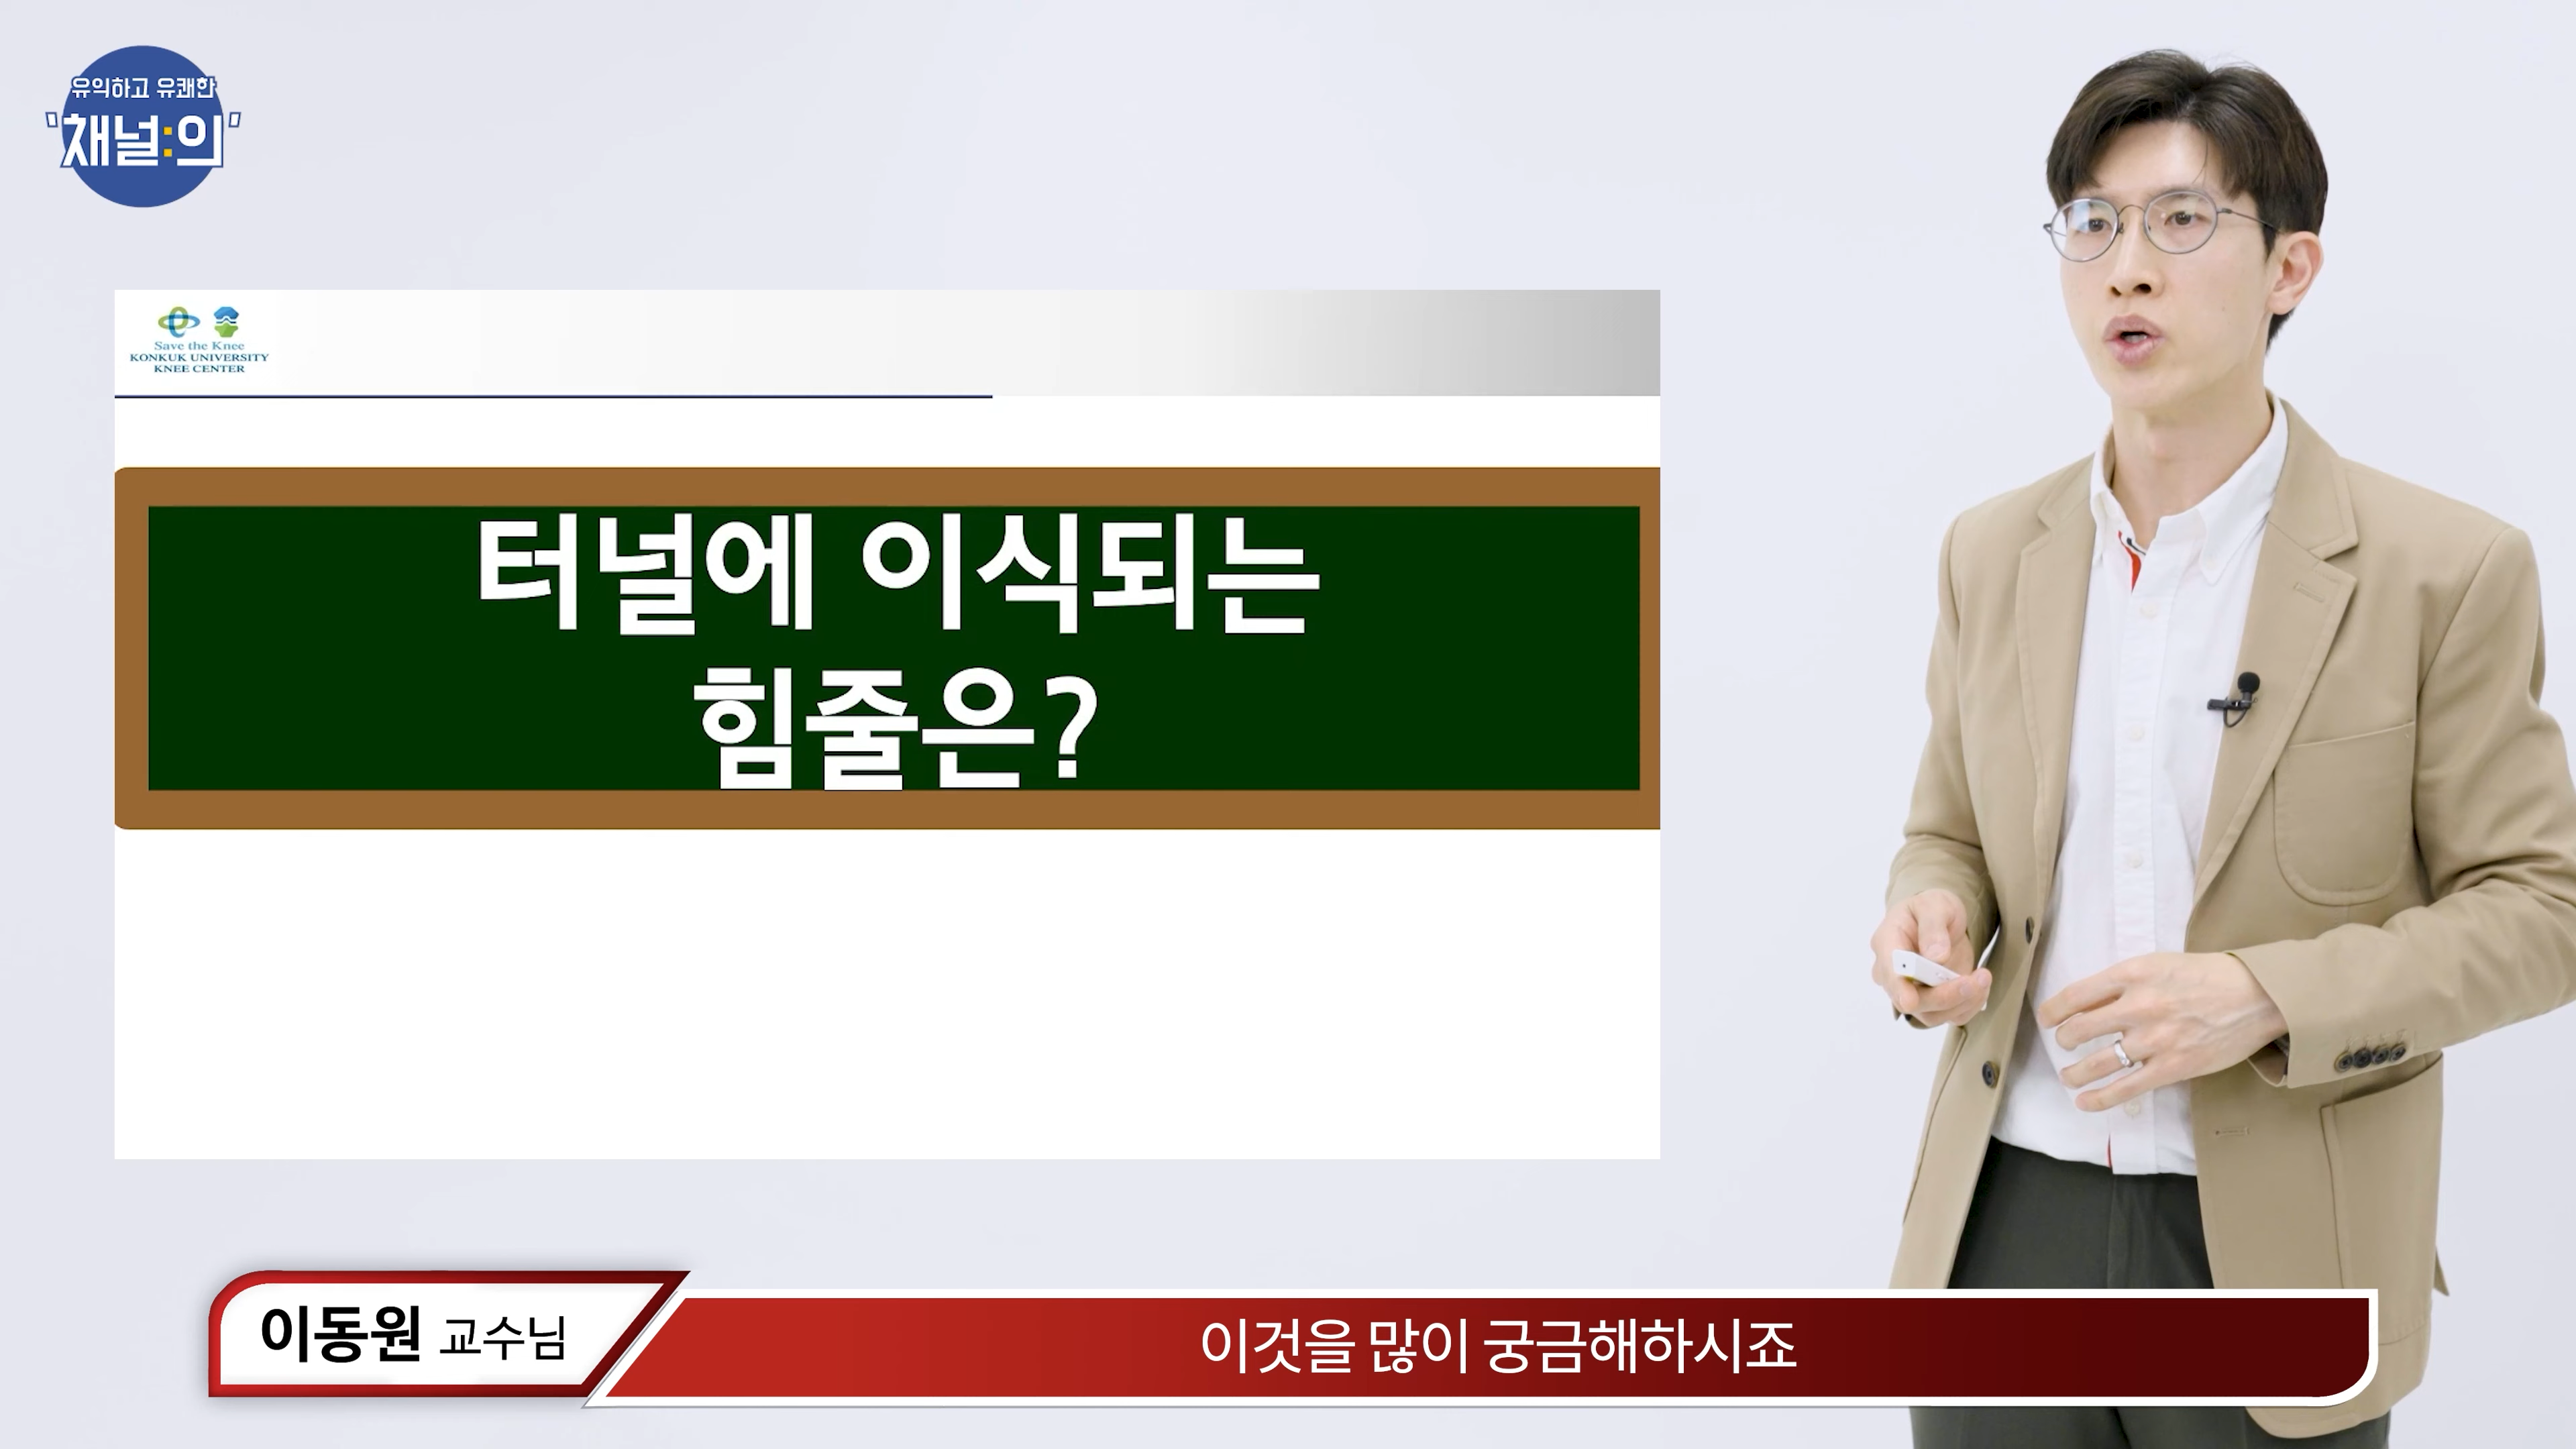 유익하고 유쾌한
'채널:의'
Save the Knee
KONKUK UNIVERSITY
KNEE CENTER
터널에 이식되는
힘줄은?
이동원 교수님
이것을 많이 궁금해하시죠